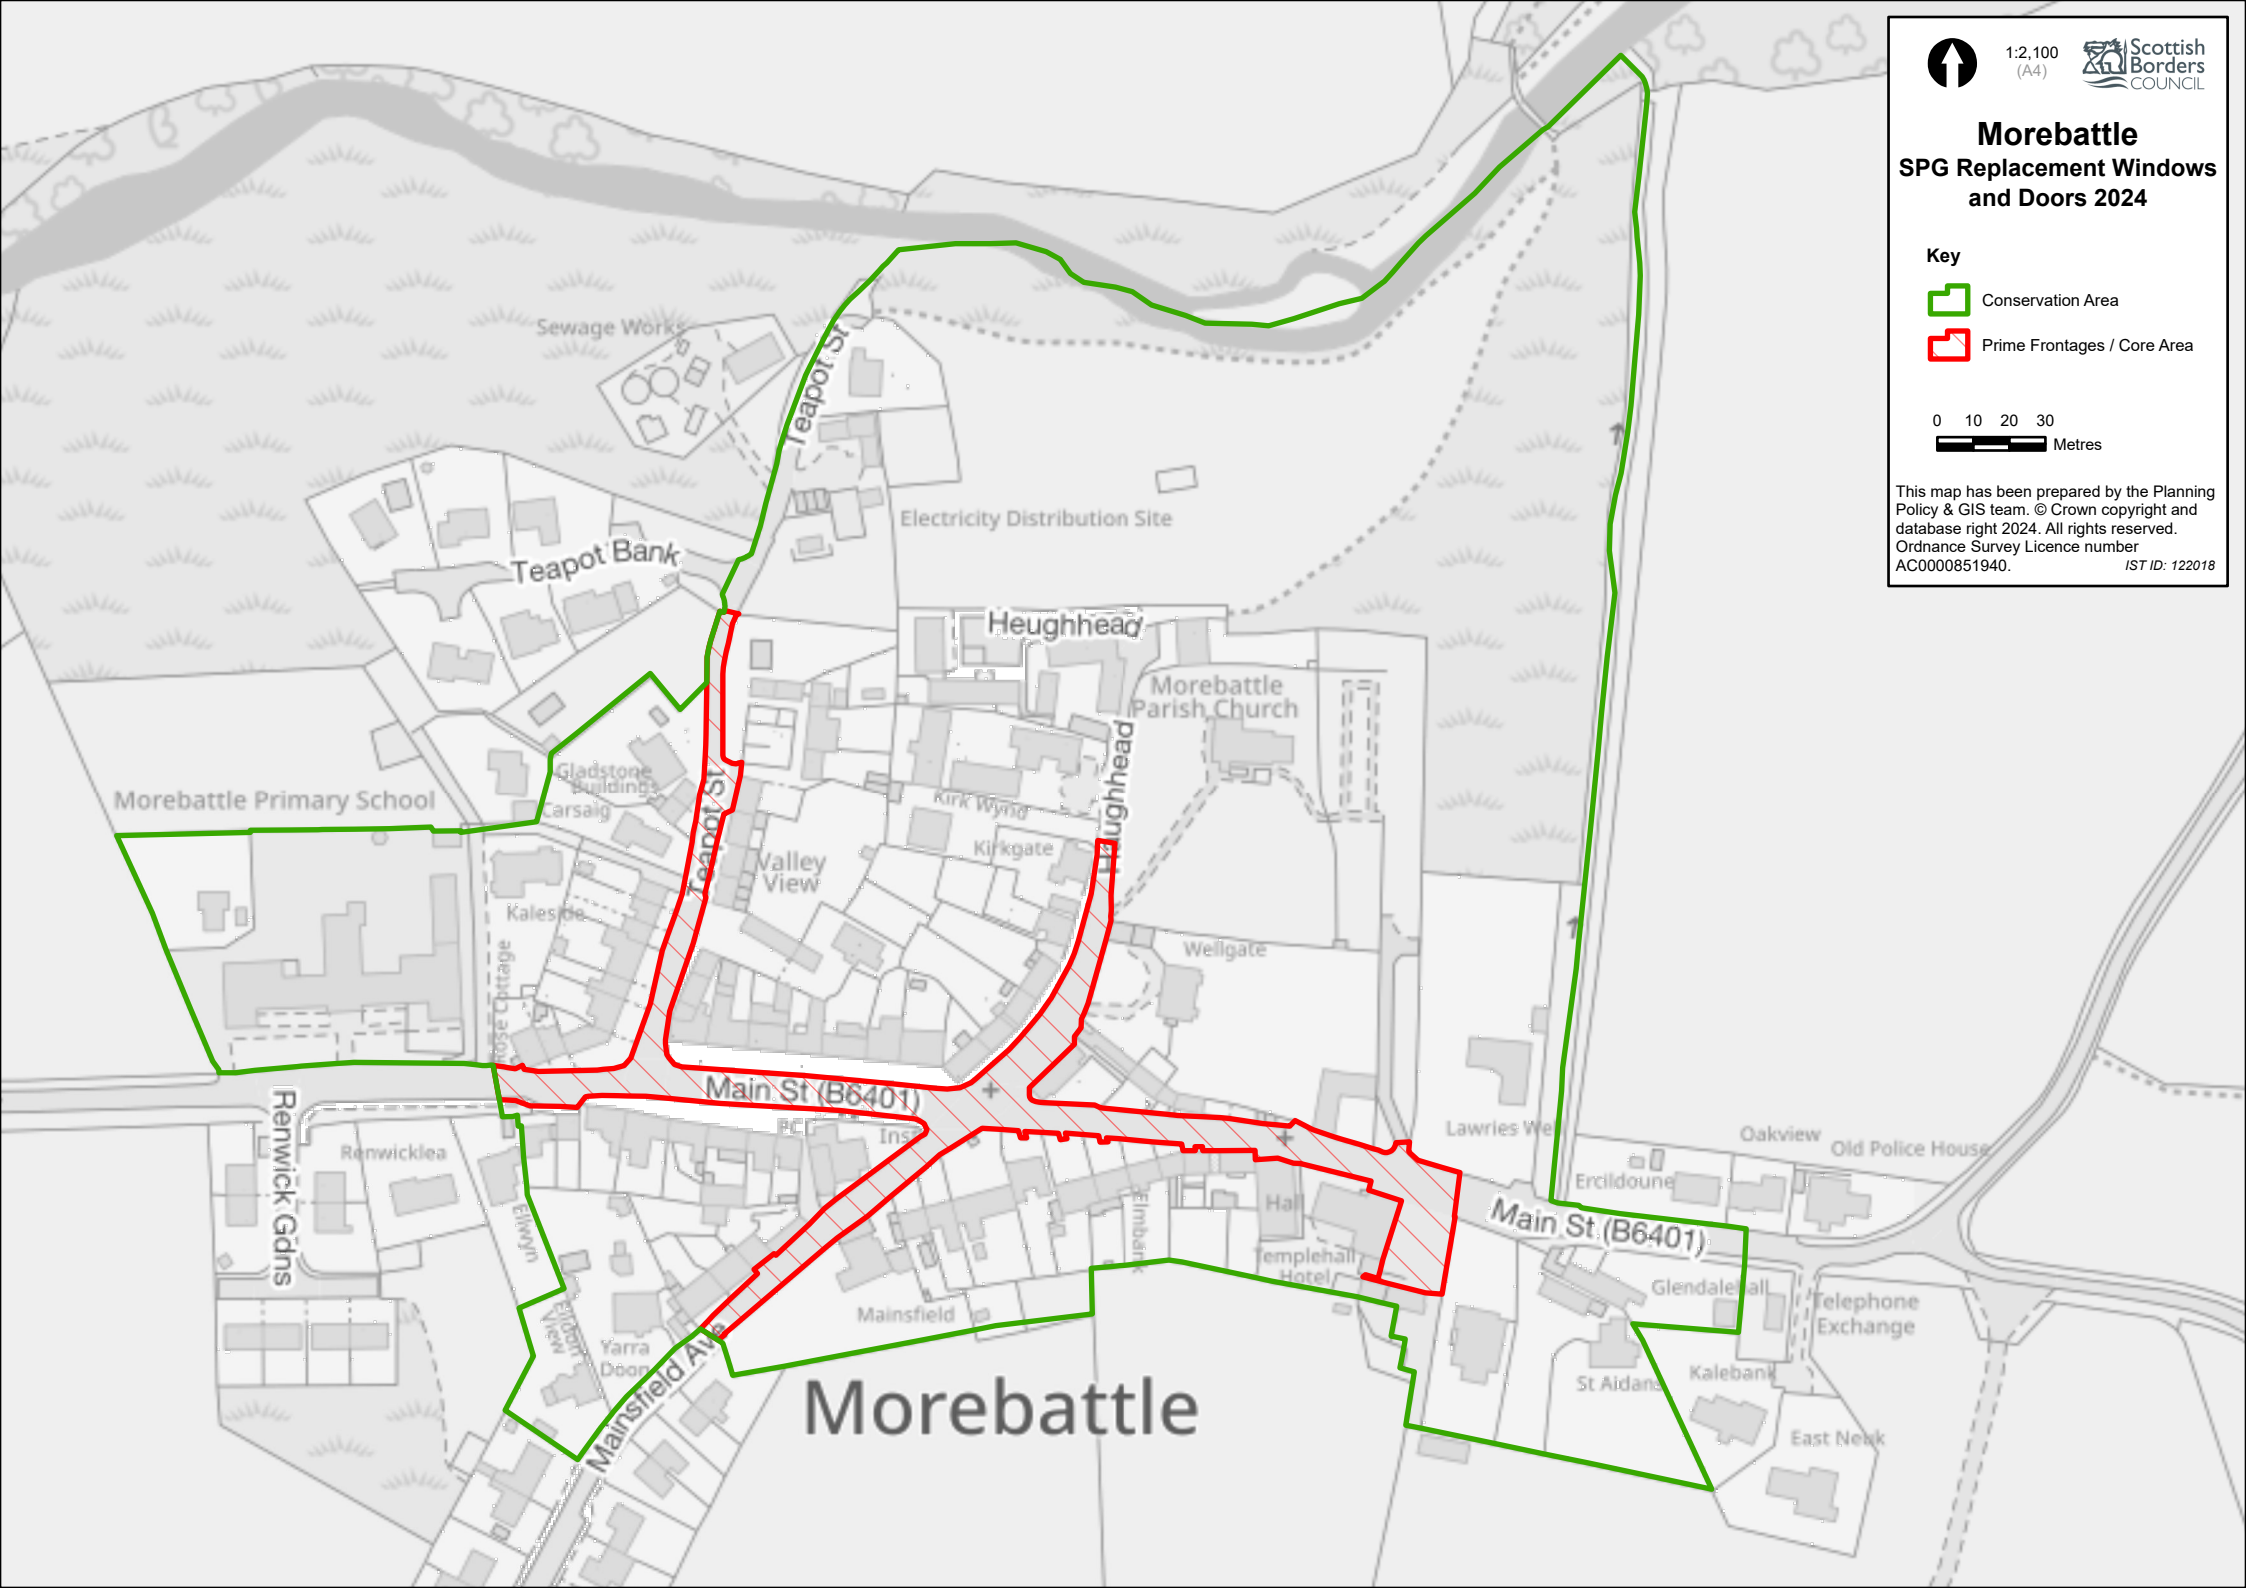 1:2,100
(A4)
Scottish
Borders
COUNCIL
Morebattle
SPG Replacement Windows
and Doors 2024
Key
Conservation Area
Prime Frontages / Core Area
0 10 20 30
Metres
This map has been prepared by the Planning
Policy & GIS team. © Crown copyright and
database right 2024. All rights reserved.
Ordnance Survey Licence number
AC0000851940.
IST ID: 122018
Sewage Works
Teapot St
Electricity Distribution Site
Teapot Bank
Heughhead
Morebattle
Parish Church
Heughhead
Gladstone
Buildings
Carsaig
Morebattle Primary School
Teapot St
Kirk Wynd
Kirkgate
Valley
View
Kaleside
Wellgate
Rose Cottage
Main St (B6401)
PC
Renwick Gdns
Renwicklea
Lawries Well
Oakview
Old Police House
Ercildoune
Ellwyn
Elmbank
Hall
Main St (B6401)
Templehall
Hotel
Glendalehall
Telephone
Exchange
Mainsfield
Eildon
View
Yarra
Doon
Mainsfield Ave
Morebattle
St Aidans
Kalebank
East Neuk